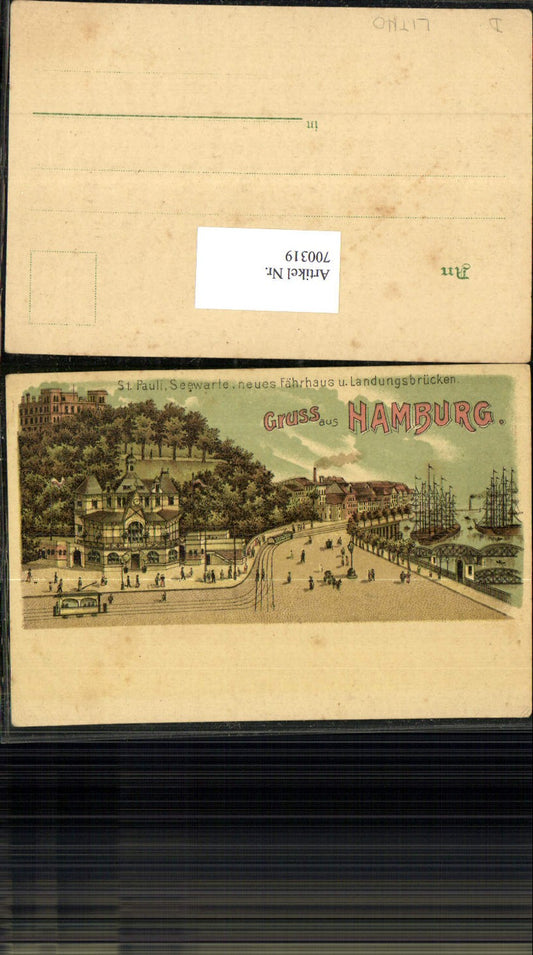 D LITHO
in
An
Artikel Nr.
700319
St. Pauli, Seewarte, neues Fährhaus u. Landungsbrücken.
Gruss aus HAMBURG.